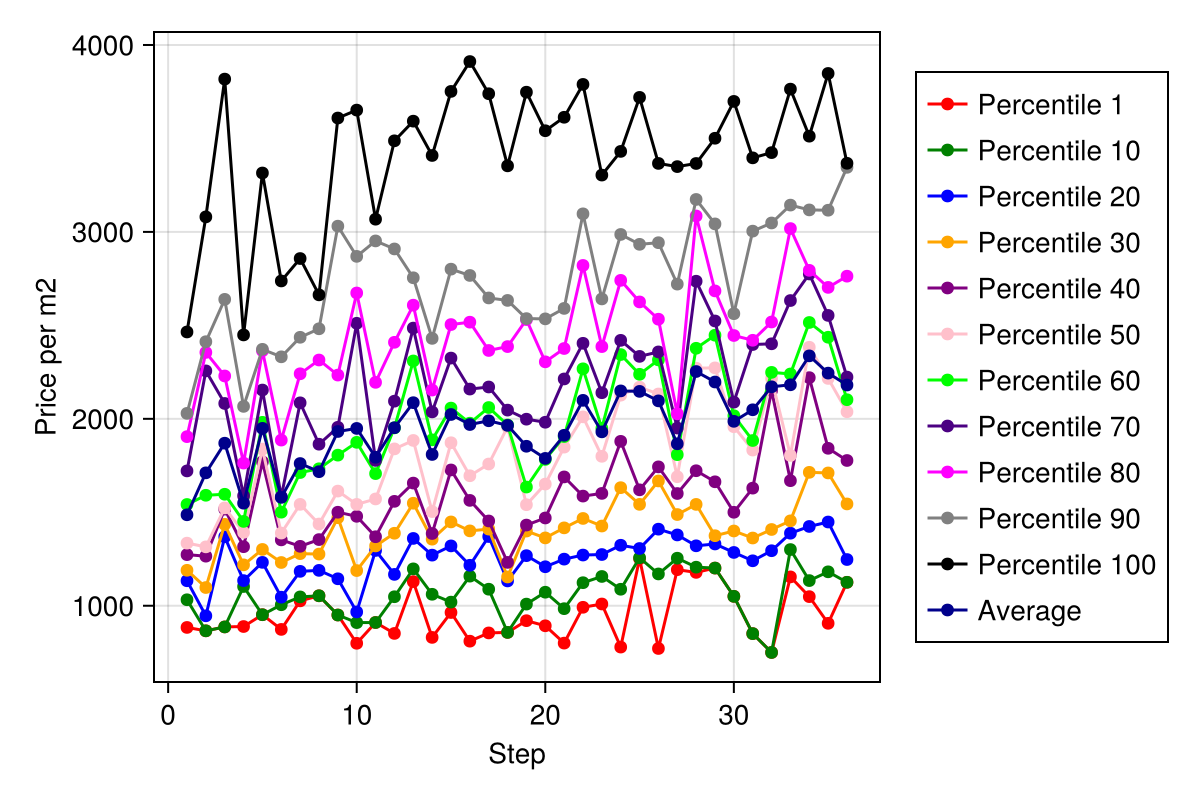 4000
3000
2000
1000
Price per m2
0 10 20 30
Step
Percentile 1
Percentile 10
Percentile 20
Percentile 30
Percentile 40
Percentile 50
Percentile 60
Percentile 70
Percentile 80
Percentile 90
Percentile 100
Average